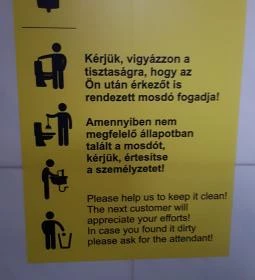 Kérjük, vigyázzon a
tisztaságra, hogy az
Ön után érkezőt is
rendezett mosdó fogadja!
Amennyiben nem
megfelelő állapotban
talált a mosdót,
kérjük, értesítse
a személyzetet!
Please help us to keep it clean!
The next customer will
appreciate your efforts!
In case you found it dirty
please ask for the attendant!